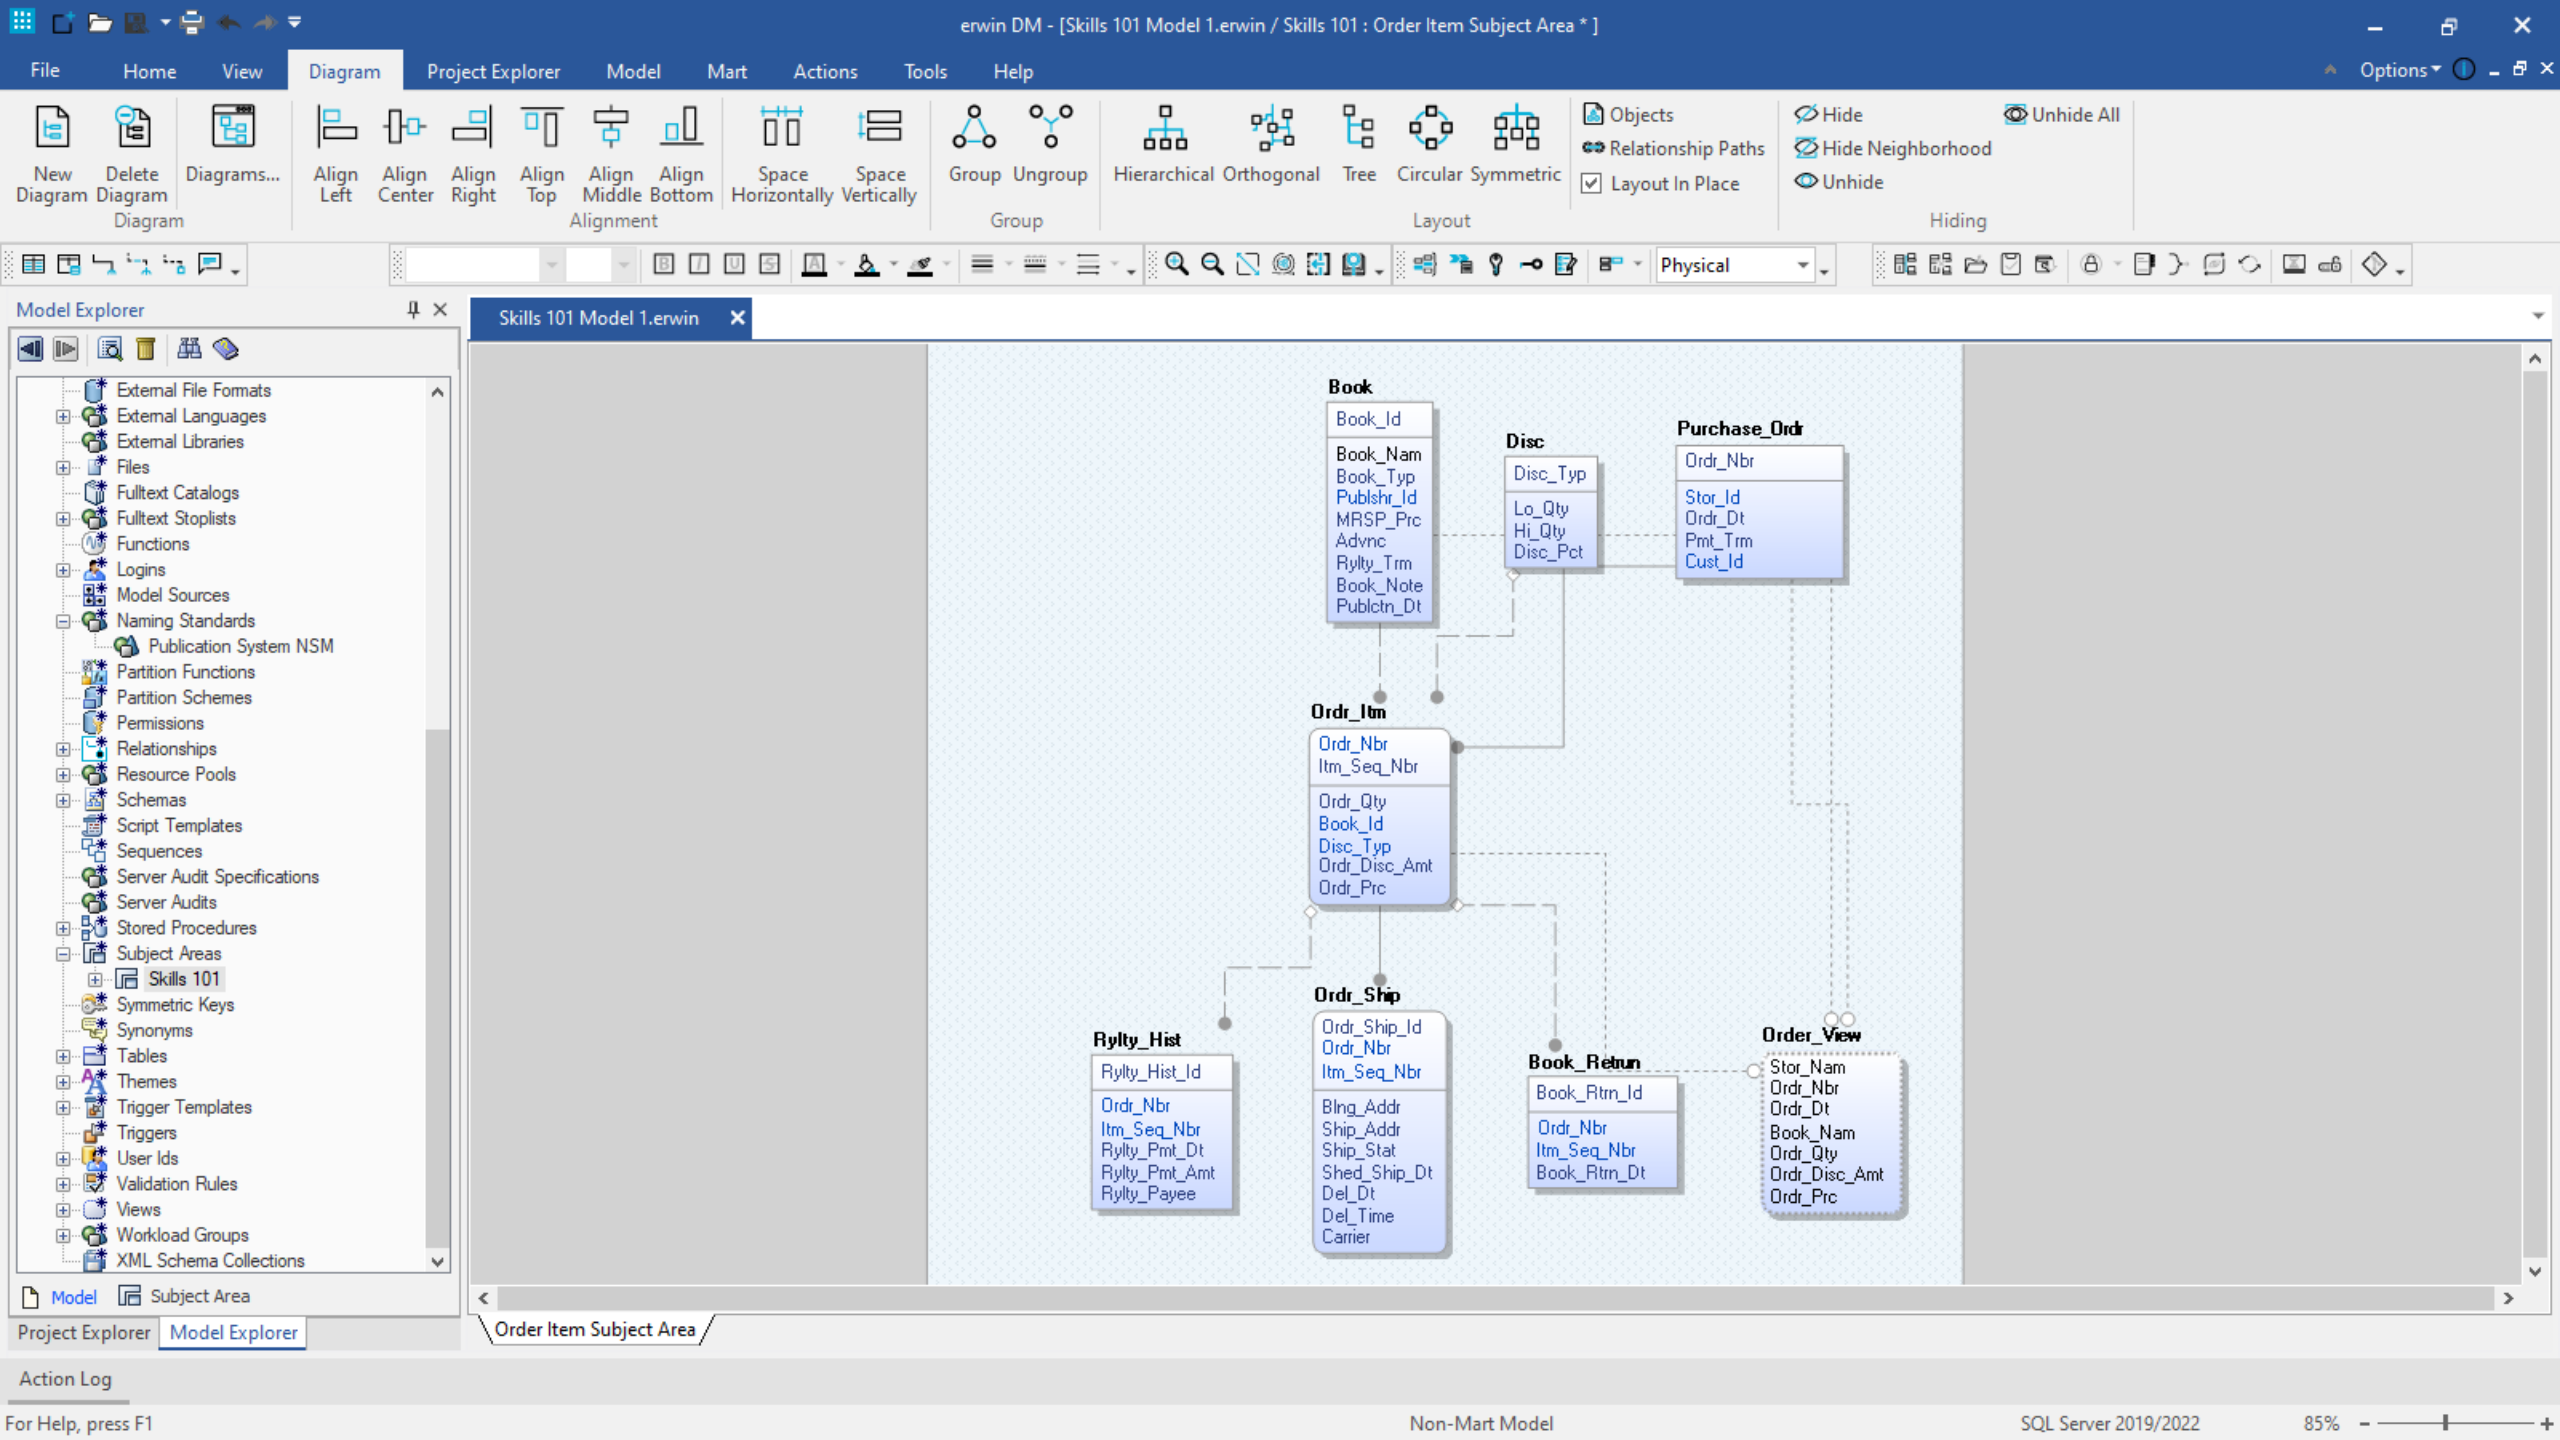 erwin DM - [Skills 101 Model 1.erwin / Skills 101 : Order Item Subject Area * ]
File
Home
View
Diagram
Project Explorer
Model
Mart
Actions
Tools
Help
Options
New Diagram
Delete Diagram
Diagrams...
Diagram
Align Left
Align Center
Align Right
Align Top
Align Middle
Align Bottom
Space Horizontally
Space Vertically
Alignment
Group
Ungroup
Group
Hierarchical
Orthogonal
Tree
Circular
Symmetric
Objects
Relationship Paths
Layout In Place
Layout
Hide
Hide Neighborhood
Unhide
Unhide All
Hiding
B
I
U
S
A
Physical
Model Explorer
External File Formats
External Languages
External Libraries
Files
Fulltext Catalogs
Fulltext Stoplists
Functions
Logins
Model Sources
Naming Standards
Publication System NSM
Partition Functions
Partition Schemes
Permissions
Relationships
Resource Pools
Schemas
Script Templates
Sequences
Server Audit Specifications
Server Audits
Stored Procedures
Subject Areas
Skills 101
Symmetric Keys
Synonyms
Tables
Themes
Trigger Templates
Triggers
User Ids
Validation Rules
Views
Workload Groups
XML Schema Collections
Model
Subject Area
Project Explorer
Model Explorer
Skills 101 Model 1.erwin
Book
Book_Id
Book_Nam
Book_Typ
Publshr_Id
MRSP_Prc
Advnc
Rylty_Trm
Book_Note
Publctn_Dt
Disc
Disc_Typ
Lo_Qty
Hi_Qty
Disc_Pct
Purchase_Ordr
Ordr_Nbr
Stor_Id
Ordr_Dt
Pmt_Trm
Cust_Id
Ordr_Itm
Ordr_Nbr
Itm_Seq_Nbr
Ordr_Qty
Book_Id
Disc_Typ
Ordr_Disc_Amt
Ordr_Prc
Rylty_Hist
Rylty_Hist_Id
Ordr_Nbr
Itm_Seq_Nbr
Rylty_Pmt_Dt
Rylty_Pmt_Amt
Rylty_Payee
Ordr_Ship
Ordr_Ship_Id
Ordr_Nbr
Itm_Seq_Nbr
Blng_Addr
Ship_Addr
Ship_Stat
Shed_Ship_Dt
Del_Dt
Del_Time
Carrier
Book_Retrun
Book_Rtrn_Id
Ordr_Nbr
Itm_Seq_Nbr
Book_Rtrn_Dt
Order_View
Stor_Nam
Ordr_Nbr
Ordr_Dt
Book_Nam
Ordr_Qty
Ordr_Disc_Amt
Ordr_Prc
Order Item Subject Area
Action Log
For Help, press F1
Non-Mart Model
SQL Server 2019/2022
85%